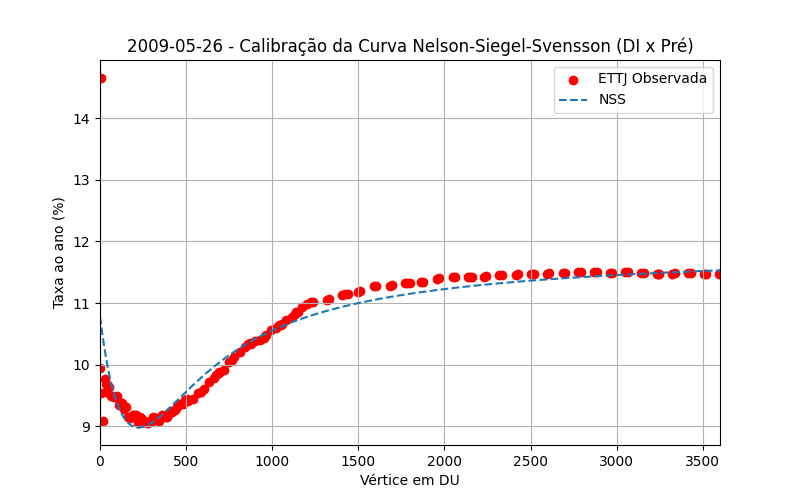 2009-05-26 - Calibração da Curva Nelson-Siegel-Svensson (DI x Pré)
ETTJ Observada
NSS
Taxa ao ano (%)
14
13
12
11
10
9
0
500
1000
1500
2000
2500
3000
3500
Vértice em DU